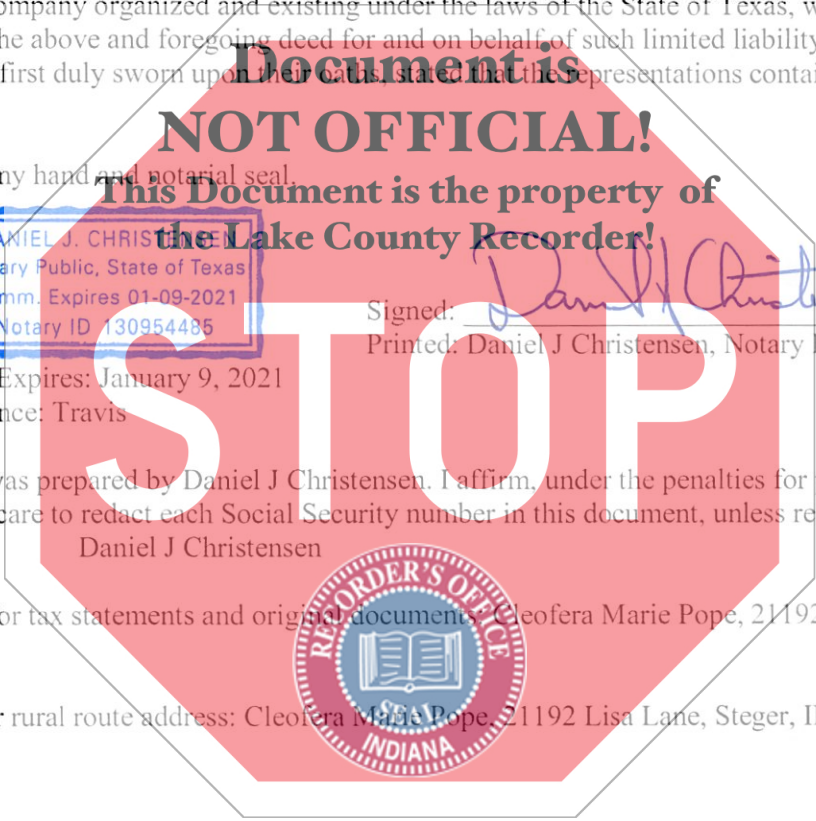 ompany organized and existing under the laws of the State of Texas, w
he above and foregoing deed for and on behalf of such limited liability
first duly sworn upon their oaths, stated that the representations contai
Document is
NOT OFFICIAL!
This Document is the property of
the Lake County Recorder!
ny hand and notarial seal.
ANIEL J. CHRISTENSEN
ary Public, State of Texas
mm. Expires 01-09-2021
Notary ID 130954485
Signed: Daniel J Christe
Printed: Daniel J Christensen, Notary
Expires: January 9, 2021
nce: Travis
STOP
as prepared by Daniel J Christensen. I affirm, under the penalties for
care to redact each Social Security number in this document, unless re
Daniel J Christensen
or tax statements and original documents: Cleofera Marie Pope, 21192
r rural route address: Cleofera Marie Pope, 21192 Lisa Lane, Steger, I
RECORDER'S OFFICE
SEAL
INDIANA